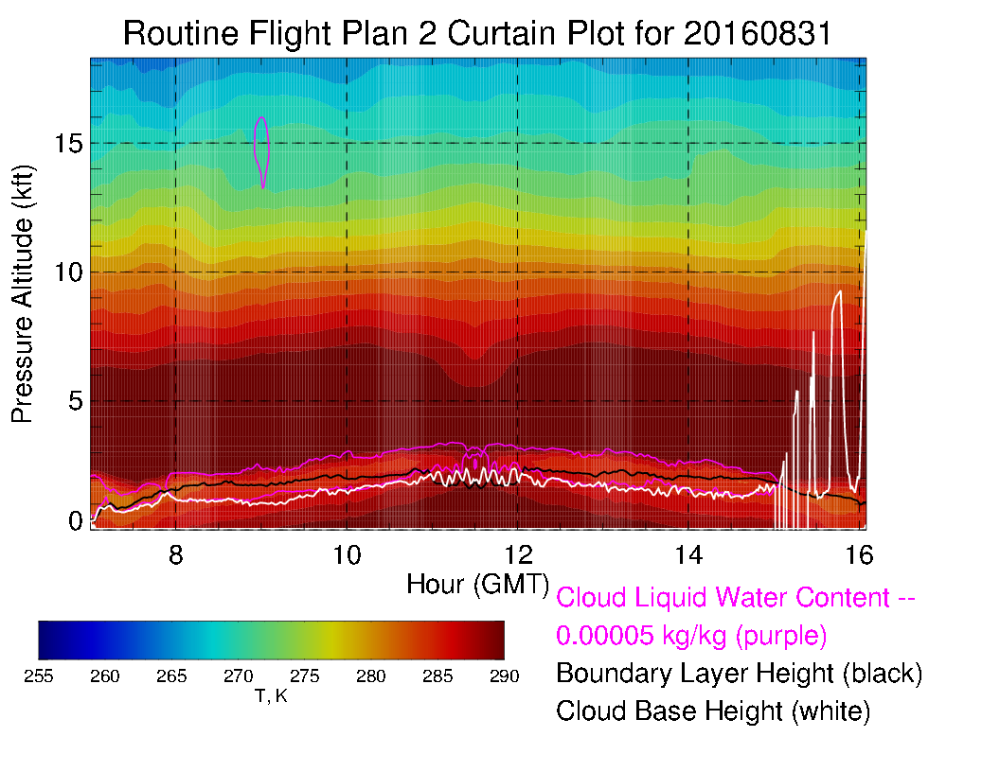 Routine Flight Plan 2 Curtain Plot for 20160831
Pressure Altitude (kft)
15
10
5
0
8 10 12 14 16
Hour (GMT)
Cloud Liquid Water Content --
0.00005 kg/kg (purple)
Boundary Layer Height (black)
Cloud Base Height (white)
255 260 265 270 275 280 285 290
T, K